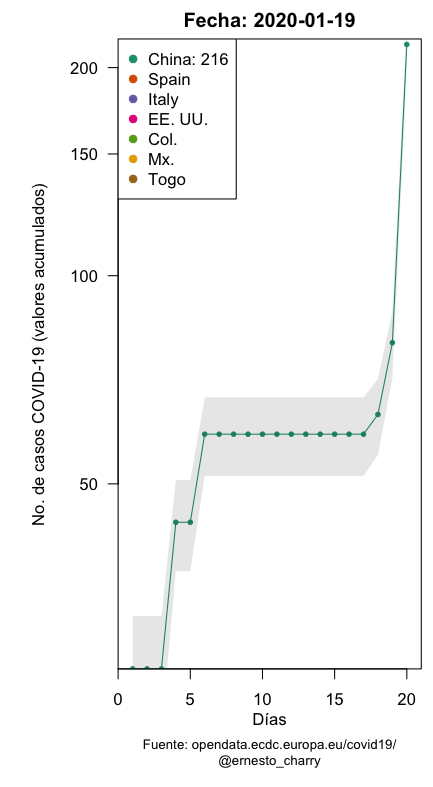 Fecha: 2020-01-19
China: 216
Spain
Italy
EE. UU.
Col.
Mx.
Togo
No. de casos COVID-19 (valores acumulados)
200
150
100
50
0 5 10 15 20
Días
Fuente: opendata.ecdc.europa.eu/covid19/
@ernesto_charry